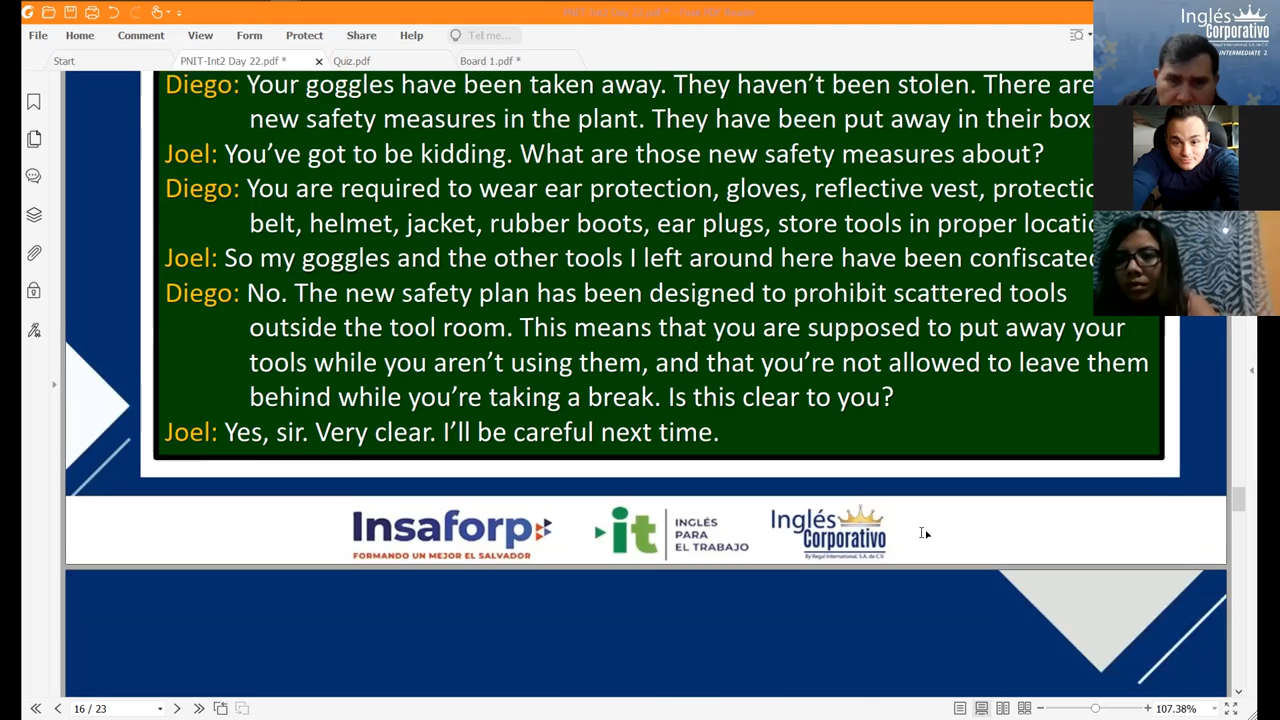 File Home Comment View Form Protect Share Help Tell me...
Start PNIT-Int2 Day 22.pdf * Quiz.pdf Board 1.pdf *
Inglés
Corporativo
INTERMEDIATE 2
Diego: Your goggles have been taken away. They haven't been stolen. There are
new safety measures in the plant. They have been put away in their box.
Joel: You've got to be kidding. What are those new safety measures about?
Diego: You are required to wear ear protection, gloves, reflective vest, protectio
belt, helmet, jacket, rubber boots, ear plugs, store tools in proper locatio
Joel: So my goggles and the other tools I left around here have been confiscated
Diego: No. The new safety plan has been designed to prohibit scattered tools
outside the tool room. This means that you are supposed to put away your
tools while you aren't using them, and that you're not allowed to leave them
behind while you're taking a break. Is this clear to you?
Joel: Yes, sir. Very clear. I'll be careful next time.
Insaforp
FORMANDO UN MEJOR EL SALVADOR
it
INGLÉS
PARA
EL TRABAJO
Inglés
Corporativo
By Regal International, S.A. de C.V.
16 / 23
107.38%